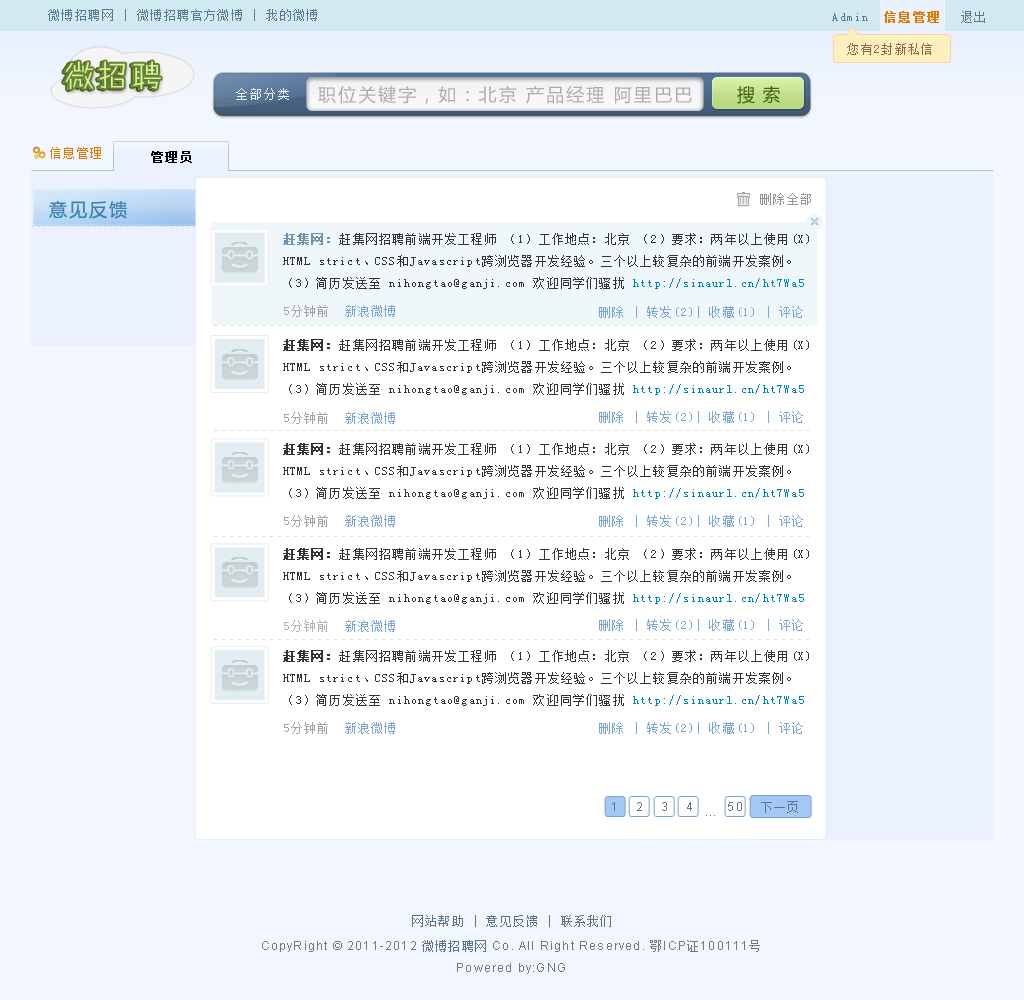 微博招聘网 | 微博招聘官方微博 | 我的微博
Admin 信息管理 退出
您有2封新私信
微招聘
全部分类 职位关键字，如：北京 产品经理 阿里巴巴 搜 索
信息管理 管理员
意见反馈
删除全部
x
赶集网：赶集网招聘前端开发工程师 （1）工作地点：北京 （2）要求：两年以上使用(X)
HTML strict、CSS和Javascript跨浏览器开发经验。三个以上较复杂的前端开发案例。
（3）简历发送至 nihongtao@ganji.com 欢迎同学们骚扰 http://sinaurl.cn/ht7Wa5
5分钟前 新浪微博 删除 | 转发(2)| 收藏(1) | 评论
赶集网：赶集网招聘前端开发工程师 （1）工作地点：北京 （2）要求：两年以上使用(X)
HTML strict、CSS和Javascript跨浏览器开发经验。三个以上较复杂的前端开发案例。
（3）简历发送至 nihongtao@ganji.com 欢迎同学们骚扰 http://sinaurl.cn/ht7Wa5
5分钟前 新浪微博 删除 | 转发(2)| 收藏(1) | 评论
赶集网：赶集网招聘前端开发工程师 （1）工作地点：北京 （2）要求：两年以上使用(X)
HTML strict、CSS和Javascript跨浏览器开发经验。三个以上较复杂的前端开发案例。
（3）简历发送至 nihongtao@ganji.com 欢迎同学们骚扰 http://sinaurl.cn/ht7Wa5
5分钟前 新浪微博 删除 | 转发(2)| 收藏(1) | 评论
赶集网：赶集网招聘前端开发工程师 （1）工作地点：北京 （2）要求：两年以上使用(X)
HTML strict、CSS和Javascript跨浏览器开发经验。三个以上较复杂的前端开发案例。
（3）简历发送至 nihongtao@ganji.com 欢迎同学们骚扰 http://sinaurl.cn/ht7Wa5
5分钟前 新浪微博 删除 | 转发(2)| 收藏(1) | 评论
赶集网：赶集网招聘前端开发工程师 （1）工作地点：北京 （2）要求：两年以上使用(X)
HTML strict、CSS和Javascript跨浏览器开发经验。三个以上较复杂的前端开发案例。
（3）简历发送至 nihongtao@ganji.com 欢迎同学们骚扰 http://sinaurl.cn/ht7Wa5
5分钟前 新浪微博 删除 | 转发(2)| 收藏(1) | 评论
1 2 3 4 ... 50 下一页
网站帮助 | 意见反馈 | 联系我们
CopyRight © 2011-2012 微博招聘网 Co. All Right Reserved. 鄂ICP证100111号
Powered by:GNG